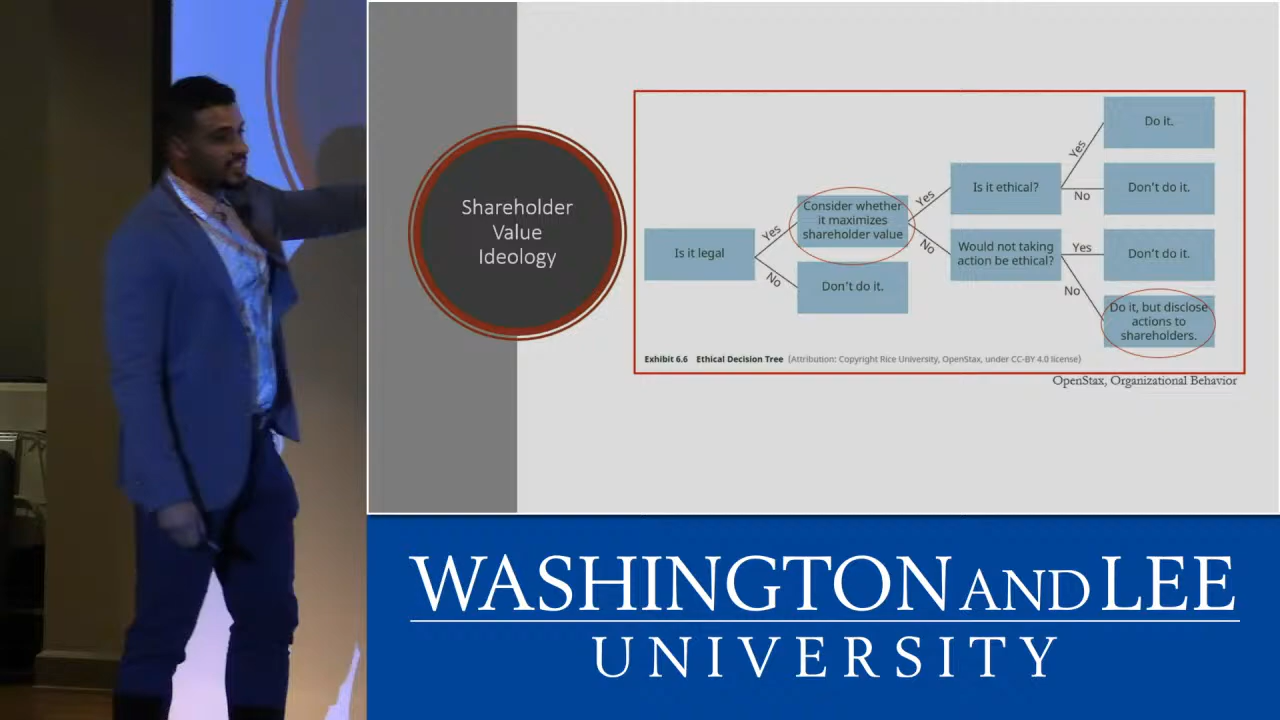 Shareholder
Value
Ideology
Is it legal
Yes
No
Consider whether
it maximizes
shareholder value
Don't do it.
Yes
No
Is it ethical?
Would not taking
action be ethical?
Yes
No
Yes
No
Do it.
Don't do it.
Don't do it.
Do it, but disclose
actions to
shareholders.
Exhibit 6.6 Ethical Decision Tree (Attribution: Copyright Rice University, OpenStax, under CC-BY 4.0 license)
OpenStax, Organizational Behavior
WASHINGTON AND LEE
UNIVERSITY